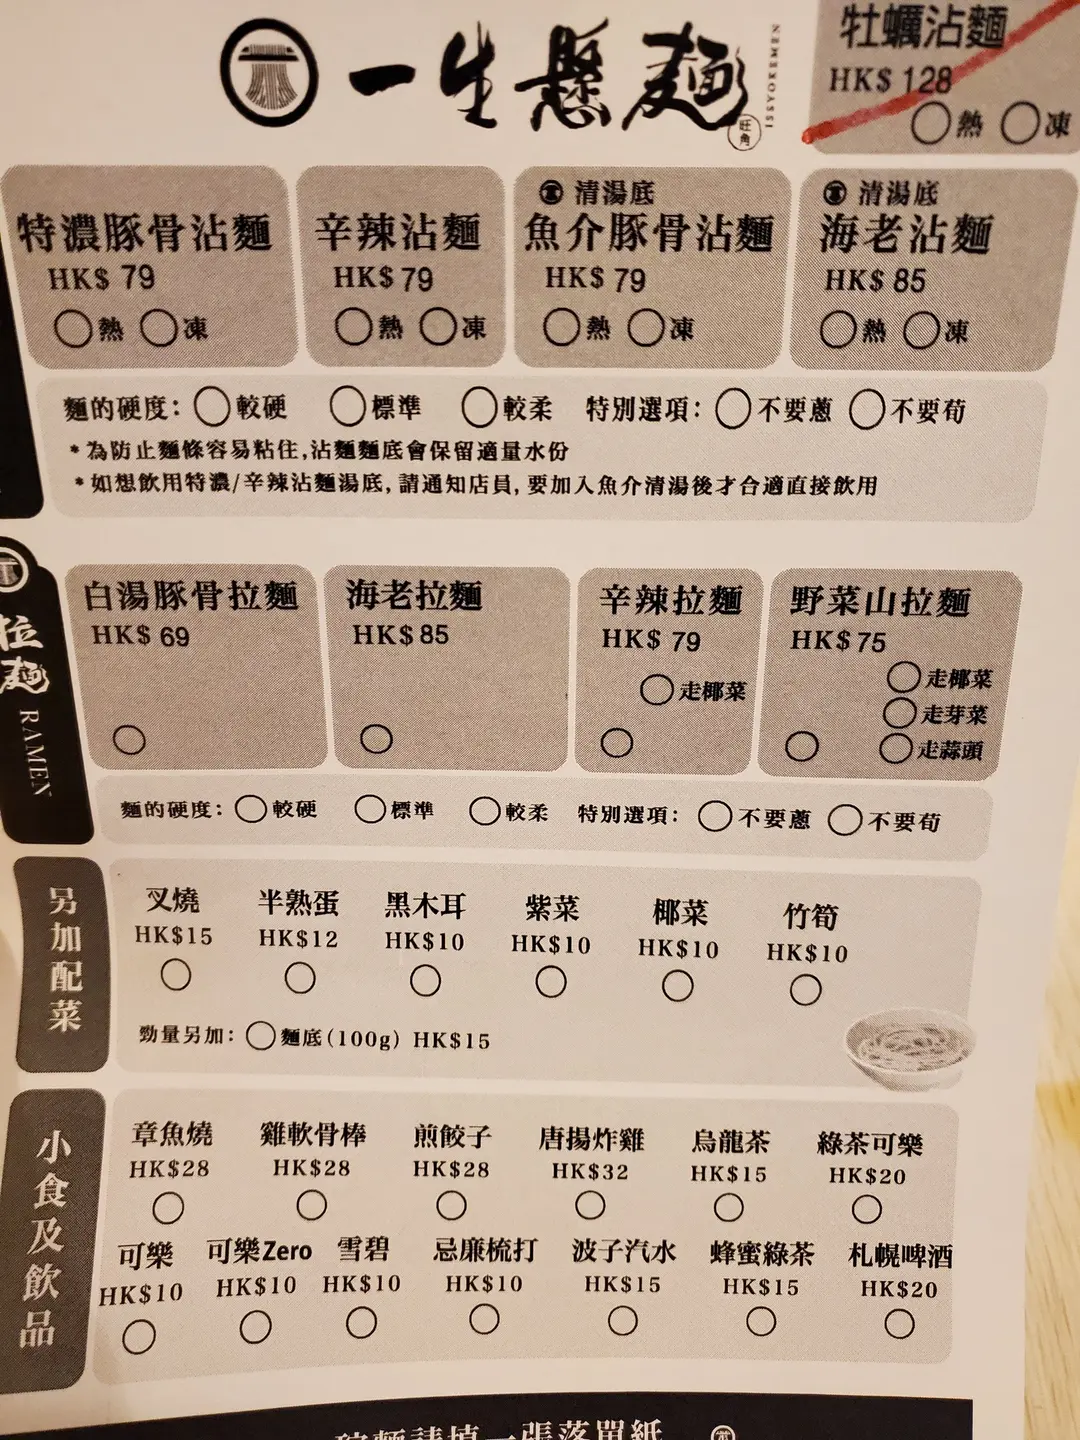 一生懸麵
ISSYOKEMEN
旺角
牡蠣沾麵
HK$ 128
熱 凍
特濃豚骨沾麵
HK$ 79
熱 凍
辛辣沾麵
HK$ 79
熱 凍
清湯底
魚介豚骨沾麵
HK$ 79
熱 凍
清湯底
海老沾麵
HK$ 85
熱 凍
麵的硬度: 較硬 標準 較柔 特別選項: 不要蔥 不要荀
*為防止麵條容易粘住,沾麵麵底會保留適量水份
*如想飲用特濃/辛辣沾麵湯底,請通知店員,要加入魚介清湯後才合適直接飲用
拉麵
RAMEN
白湯豚骨拉麵
HK$ 69
海老拉麵
HK$ 85
辛辣拉麵
HK$ 79
走椰菜
野菜山拉麵
HK$ 75
走椰菜
走芽菜
走蒜頭
麵的硬度: 較硬 標準 較柔 特別選項: 不要蔥 不要荀
另加配菜
叉燒 半熟蛋 黑木耳 紫菜 椰菜 竹筍
HK$15 HK$12 HK$10 HK$10 HK$10 HK$10
勁量另加: 麵底(100g) HK$15
小食及飲品
章魚燒 雞軟骨棒 煎餃子 唐揚炸雞 烏龍茶 綠茶可樂
HK$28 HK$28 HK$28 HK$32 HK$15 HK$20
可樂 可樂Zero 雪碧 忌廉梳打 波子汽水 蜂蜜綠茶 札幌啤酒
HK$10 HK$10 HK$10 HK$10 HK$15 HK$15 HK$20
麵請填一張落單紙